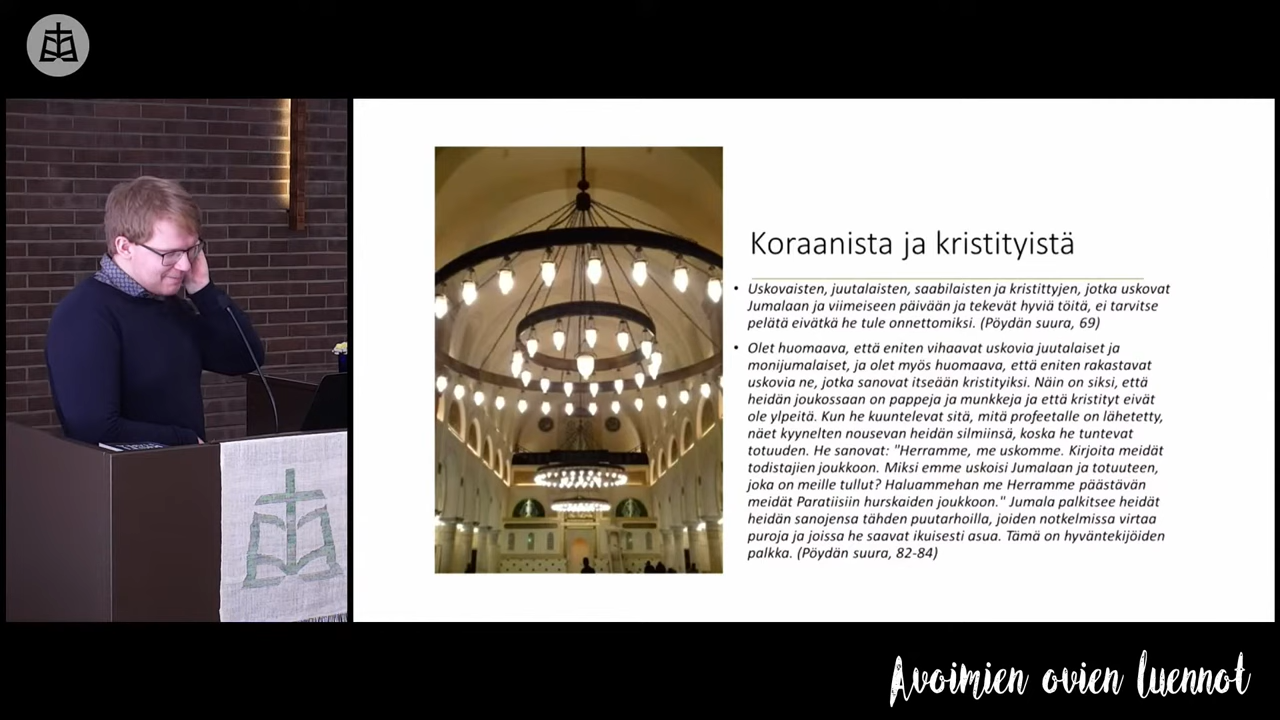 Koraanista ja kristityistä
• Uskovaisten, juutalaisten, saabilaisten ja kristittyjen, jotka uskovat
Jumalaan ja viimeiseen päivään ja tekevät hyviä töitä, ei tarvitse
pelätä eivätkä he tule onnettomiksi. (Pöydän suura, 69)
• Olet huomaava, että eniten vihaavat uskovia juutalaiset ja
monijumalaiset, ja olet myös huomaava, että eniten rakastavat
uskovia ne, jotka sanovat itseään kristityiksi. Näin on siksi, että
heidän joukossaan on pappeja ja munkkeja ja että kristityt eivät
ole ylpeitä. Kun he kuuntelevat sitä, mitä profeetalle on lähetetty,
näet kyynelten nousevan heidän silmiinsä, koska he tuntevat
totuuden. He sanovat: "Herramme, me uskomme. Kirjoita meidät
todistajien joukkoon. Miksi emme uskoisi Jumalaan ja totuuteen,
joka on meille tullut? Haluammehan me Herramme päästävän
meidät Paratiisiin hurskaiden joukkoon." Jumala palkitsee heidät
heidän sanojensa tähden puutarhoilla, joiden notkelmissa virtaa
puroja ja joissa he saavat ikuisesti asua. Tämä on hyväntekijöiden
palkka. (Pöydän suura, 82-84)
Avoimien ovien luennot